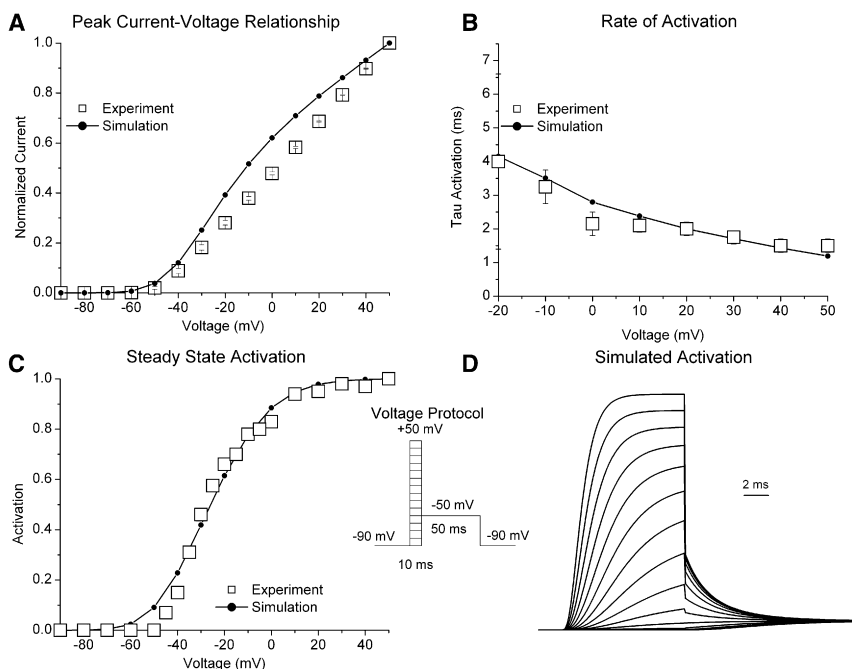 A
Peak Current-Voltage Relationship
1.0
0.8
0.6
0.4
0.2
0.0
Normalized Current
Experiment
Simulation
-80 -60 -40 -20 0 20 40
Voltage (mV)
B
Rate of Activation
7
6
5
4
3
2
1
0
Tau Activation (ms)
Experiment
Simulation
-20 -10 0 10 20 30 40 50
Voltage (mV)
C
Steady State Activation
1.0
0.8
0.6
0.4
0.2
0.0
Activation
Experiment
Simulation
-80 -60 -40 -20 0 20 40
Voltage (mV)
Voltage Protocol
+50 mV
-50 mV
-90 mV
50 ms
-90 mV
10 ms
D
Simulated Activation
2 ms